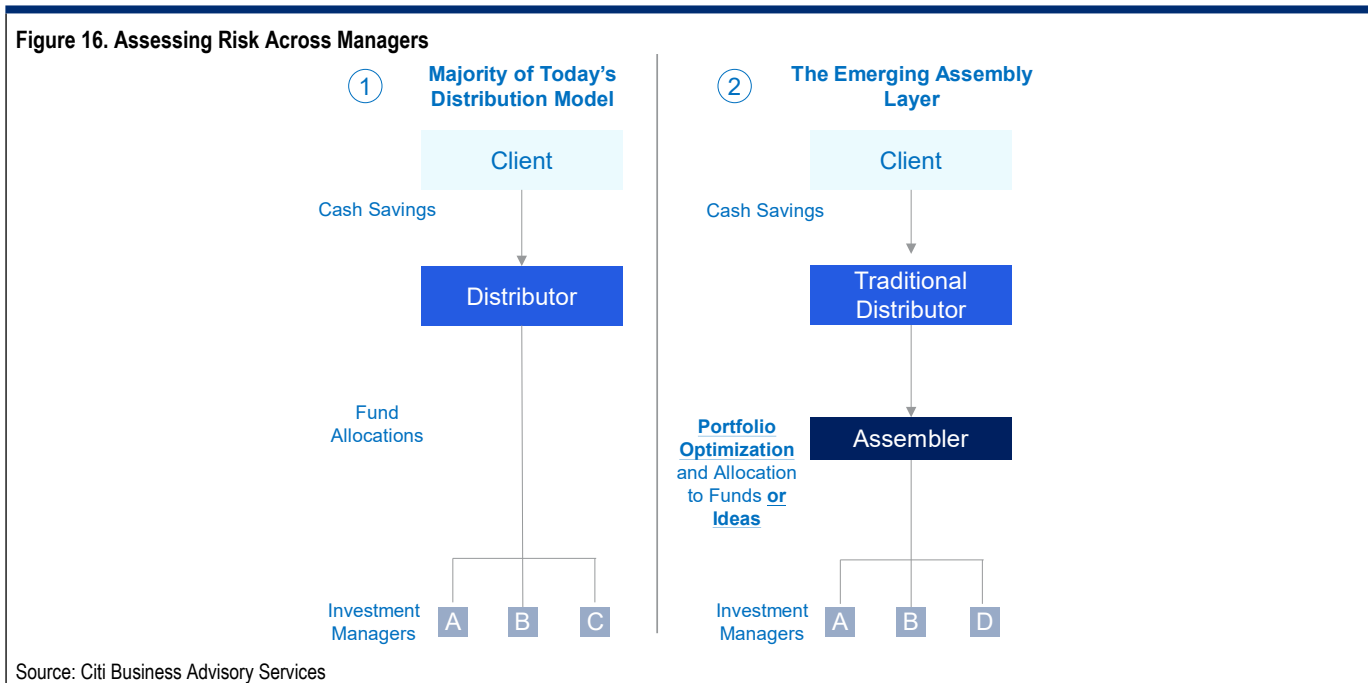 Figure 16. Assessing Risk Across Managers
1
Majority of Today's
Distribution Model
Client
Cash Savings
Distributor
Fund
Allocations
Investment
Managers
A
B
C
2
The Emerging Assembly
Layer
Client
Cash Savings
Traditional
Distributor
Assembler
Portfolio
Optimization
and Allocation
to Funds or
Ideas
Investment
Managers
A
B
D
Source: Citi Business Advisory Services